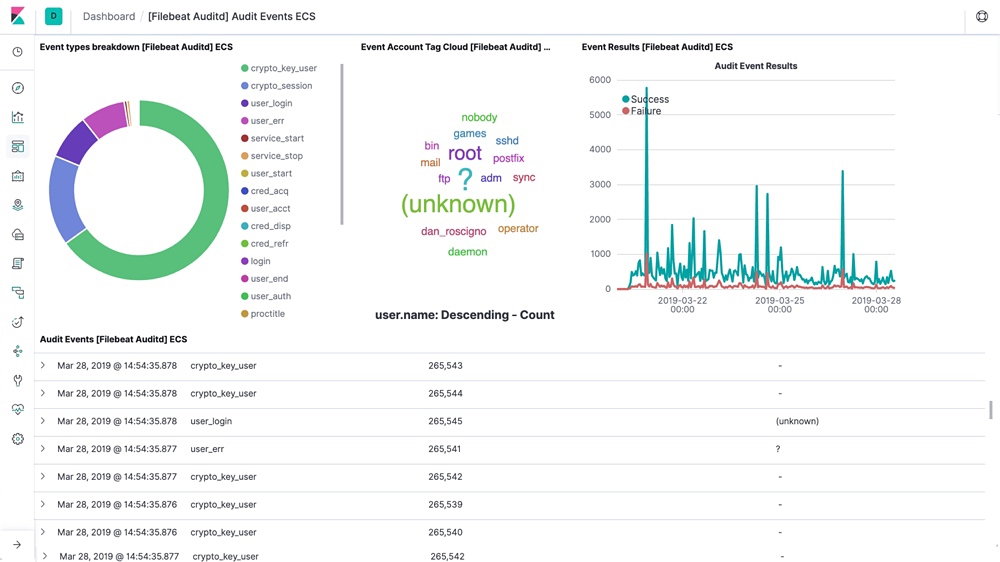 D Dashboard / [Filebeat Auditd] Audit Events ECS
Event types breakdown [Filebeat Auditd] ECS
crypto_key_user
crypto_session
user_login
user_err
service_start
service_stop
user_start
cred_acq
user_acct
cred_disp
cred_refr
login
user_end
user_auth
proctitle
Event Account Tag Cloud [Filebeat Auditd] ...
nobody
games sshd
bin root postfix
mail
ftp ? adm sync
(unknown)
dan_roscigno operator
daemon
user.name: Descending - Count
Event Results [Filebeat Auditd] ECS
Audit Event Results
Success
Failure
6000
5000
4000
3000
2000
1000
0
2019-03-22 2019-03-25 2019-03-28
00:00 00:00 00:00
Audit Events [Filebeat Auditd] ECS
Mar 28, 2019 @ 14:54:35.878 crypto_key_user 265,543 -
Mar 28, 2019 @ 14:54:35.878 crypto_key_user 265,544 -
Mar 28, 2019 @ 14:54:35.878 user_login 265,545 (unknown)
Mar 28, 2019 @ 14:54:35.877 user_err 265,541 ?
Mar 28, 2019 @ 14:54:35.877 crypto_key_user 265,542 -
Mar 28, 2019 @ 14:54:35.876 crypto_key_user 265,539 -
Mar 28, 2019 @ 14:54:35.876 crypto_key_user 265,540 -
Mar 28, 2019 @ 14:54:35.877 crypto_key_user 265,542 -